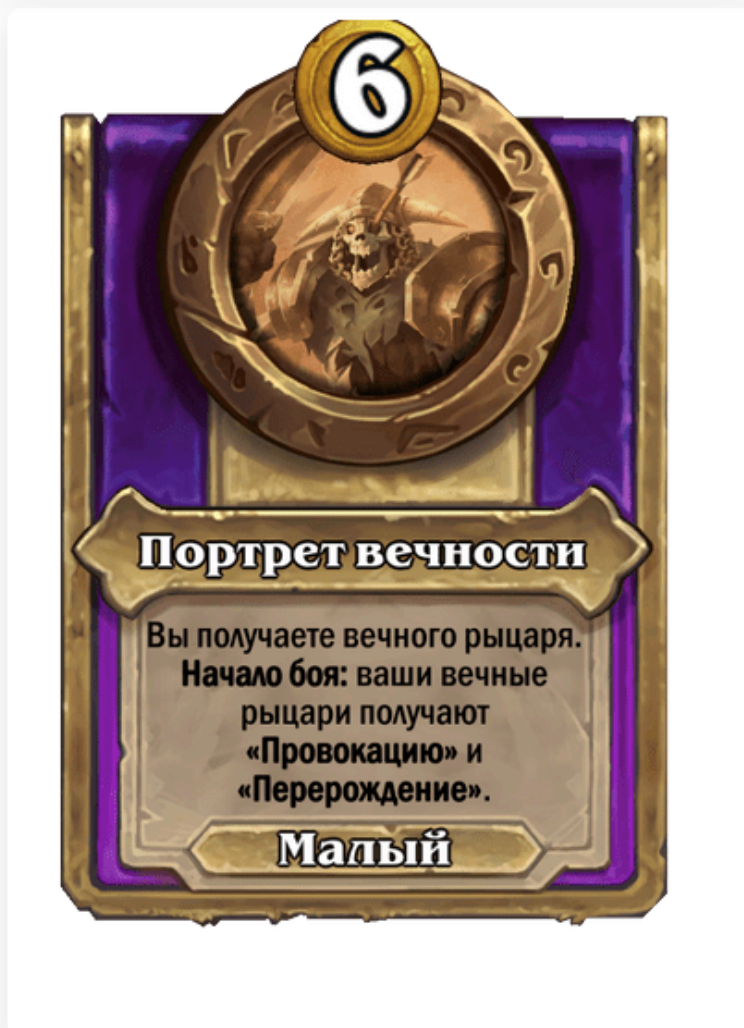 6
Портрет вечности
Вы получаете вечного рыцаря.
Начало боя: ваши вечные
рыцари получают
«Провокацию» и
«Перерождение».
Малый